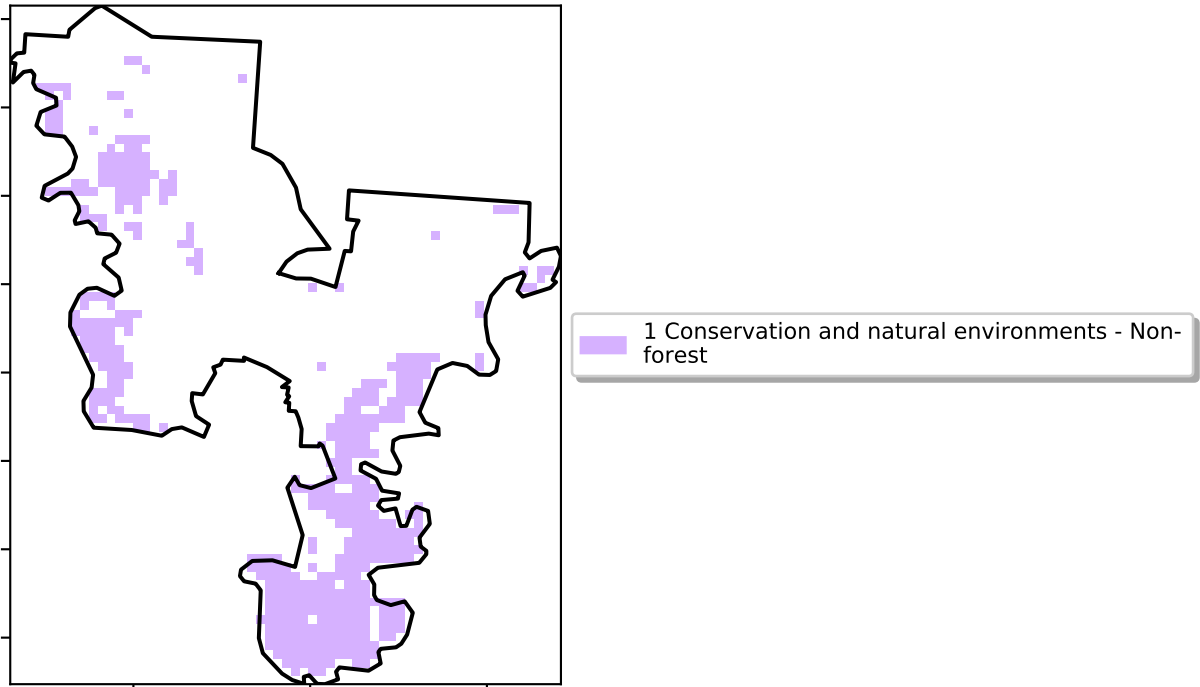 1 Conservation and natural environments - Non-
forest